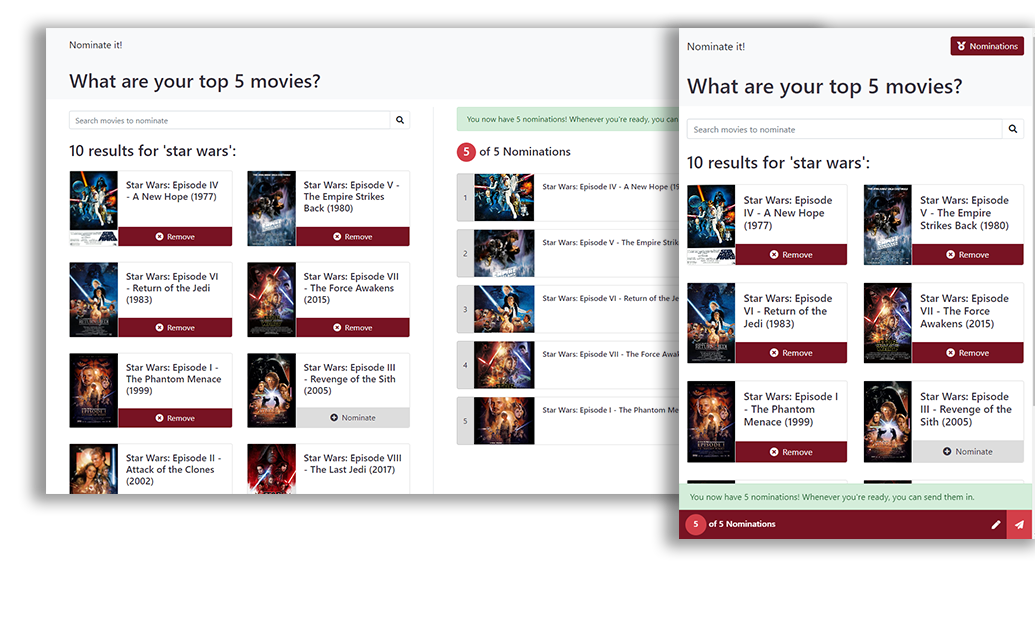 Nominate it!
What are your top 5 movies?
Search movies to nominate
10 results for 'star wars':
Star Wars: Episode IV
- A New Hope (1977)
Remove
Star Wars: Episode V -
The Empire Strikes
Back (1980)
Remove
Star Wars: Episode VI
- Return of the Jedi
(1983)
Remove
Star Wars: Episode VII
- The Force Awakens
(2015)
Remove
Star Wars: Episode I -
The Phantom Menace
(1999)
Remove
Star Wars: Episode III
- Revenge of the Sith
(2005)
Nominate
Star Wars: Episode II -
Attack of the Clones
(2002)
Star Wars: Episode VIII
- The Last Jedi (2017)
You now have 5 nominations! Whenever you're ready, you can
5 of 5 Nominations
1 Star Wars: Episode IV - A New Hope (19
2 Star Wars: Episode V - The Empire Strik
3 Star Wars: Episode VI - Return of the Je
4 Star Wars: Episode VII - The Force Awak
5 Star Wars: Episode I - The Phantom Me
Nominate it!
Nominations
What are your top 5 movies?
Search movies to nominate
10 results for 'star wars':
Star Wars: Episode
IV - A New Hope
(1977)
Remove
Star Wars: Episode
V - The Empire
Strikes Back (1980)
Remove
Star Wars: Episode
VI - Return of the
Jedi (1983)
Remove
Star Wars: Episode
VII - The Force
Awakens (2015)
Remove
Star Wars: Episode I
- The Phantom
Menace (1999)
Remove
Star Wars: Episode
III - Revenge of the
Sith (2005)
Nominate
You now have 5 nominations! Whenever you're ready, you can send them in.
5 of 5 Nominations